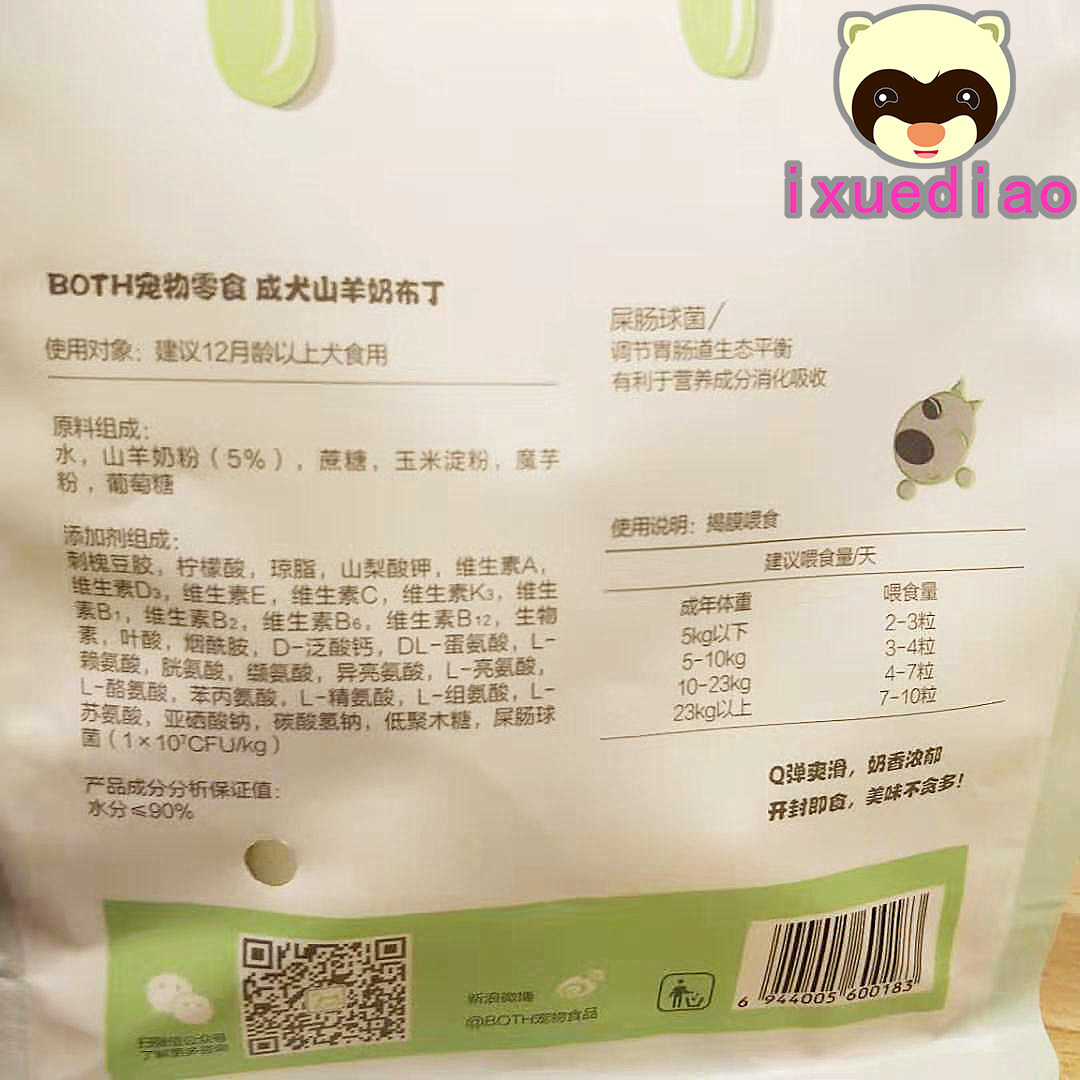 ixuediao
BOTH宠物零食 成犬山羊奶布丁
使用对象：建议12月龄以上犬食用
原料组成：
水，山羊奶粉（5%），蔗糖，玉米淀粉，魔芋
粉，葡萄糖
添加剂组成：
刺槐豆胶，柠檬酸，琼脂，山梨酸钾，维生素A，
维生素D₃，维生素E，维生素C，维生素K₃，维生
素B₁，维生素B₂，维生素B₆，维生素B₁₂，生物
素，叶酸，烟酰胺，D-泛酸钙，DL-蛋氨酸，L-
赖氨酸，胱氨酸，缬氨酸，异亮氨酸，L-亮氨酸，
L-酪氨酸，苯丙氨酸，L-精氨酸，L-组氨酸，L-
苏氨酸，亚硒酸钠，碳酸氢钠，低聚木糖，屎肠球
菌（1×10⁷CFU/kg）
产品成分分析保证值：
水分≤90%
屎肠球菌/
调节胃肠道生态平衡
有利于营养成分消化吸收
使用说明：揭膜喂食
建议喂食量/天
成年体重 喂食量
5kg以下 2-3粒
5-10kg 3-4粒
10-23kg 4-7粒
23kg以上 7-10粒
Q弹爽滑，奶香浓郁
开封即食，美味不贪多！
新浪微博
@BOTH宠物食品
6 944005 600183